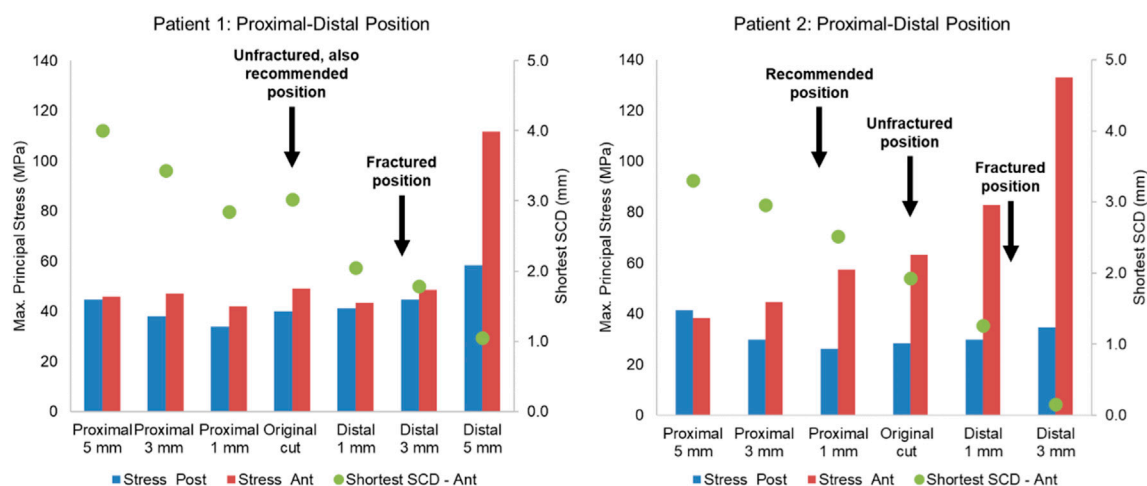 Patient 1: Proximal-Distal Position
Max. Principal Stress (MPa)
140
120
100
80
60
40
20
0
Unfractured, also
recommended
position
Fractured
position
5.0
4.0
3.0
2.0
1.0
0.0
Shortest SCD (mm)
Proximal Proximal Proximal Original Distal Distal Distal
5 mm 3 mm 1 mm cut 1 mm 3 mm 5 mm
Stress Post Stress Ant Shortest SCD - Ant
Patient 2: Proximal-Distal Position
Max. Principal Stress (MPa)
140
120
100
80
60
40
20
0
Recommended
position
Unfractured
position
Fractured
position
5.0
4.0
3.0
2.0
1.0
0.0
Shortest SCD (mm)
Proximal Proximal Proximal Original Distal Distal
5 mm 3 mm 1 mm cut 1 mm 3 mm
Stress Post Stress Ant Shortest SCD - Ant